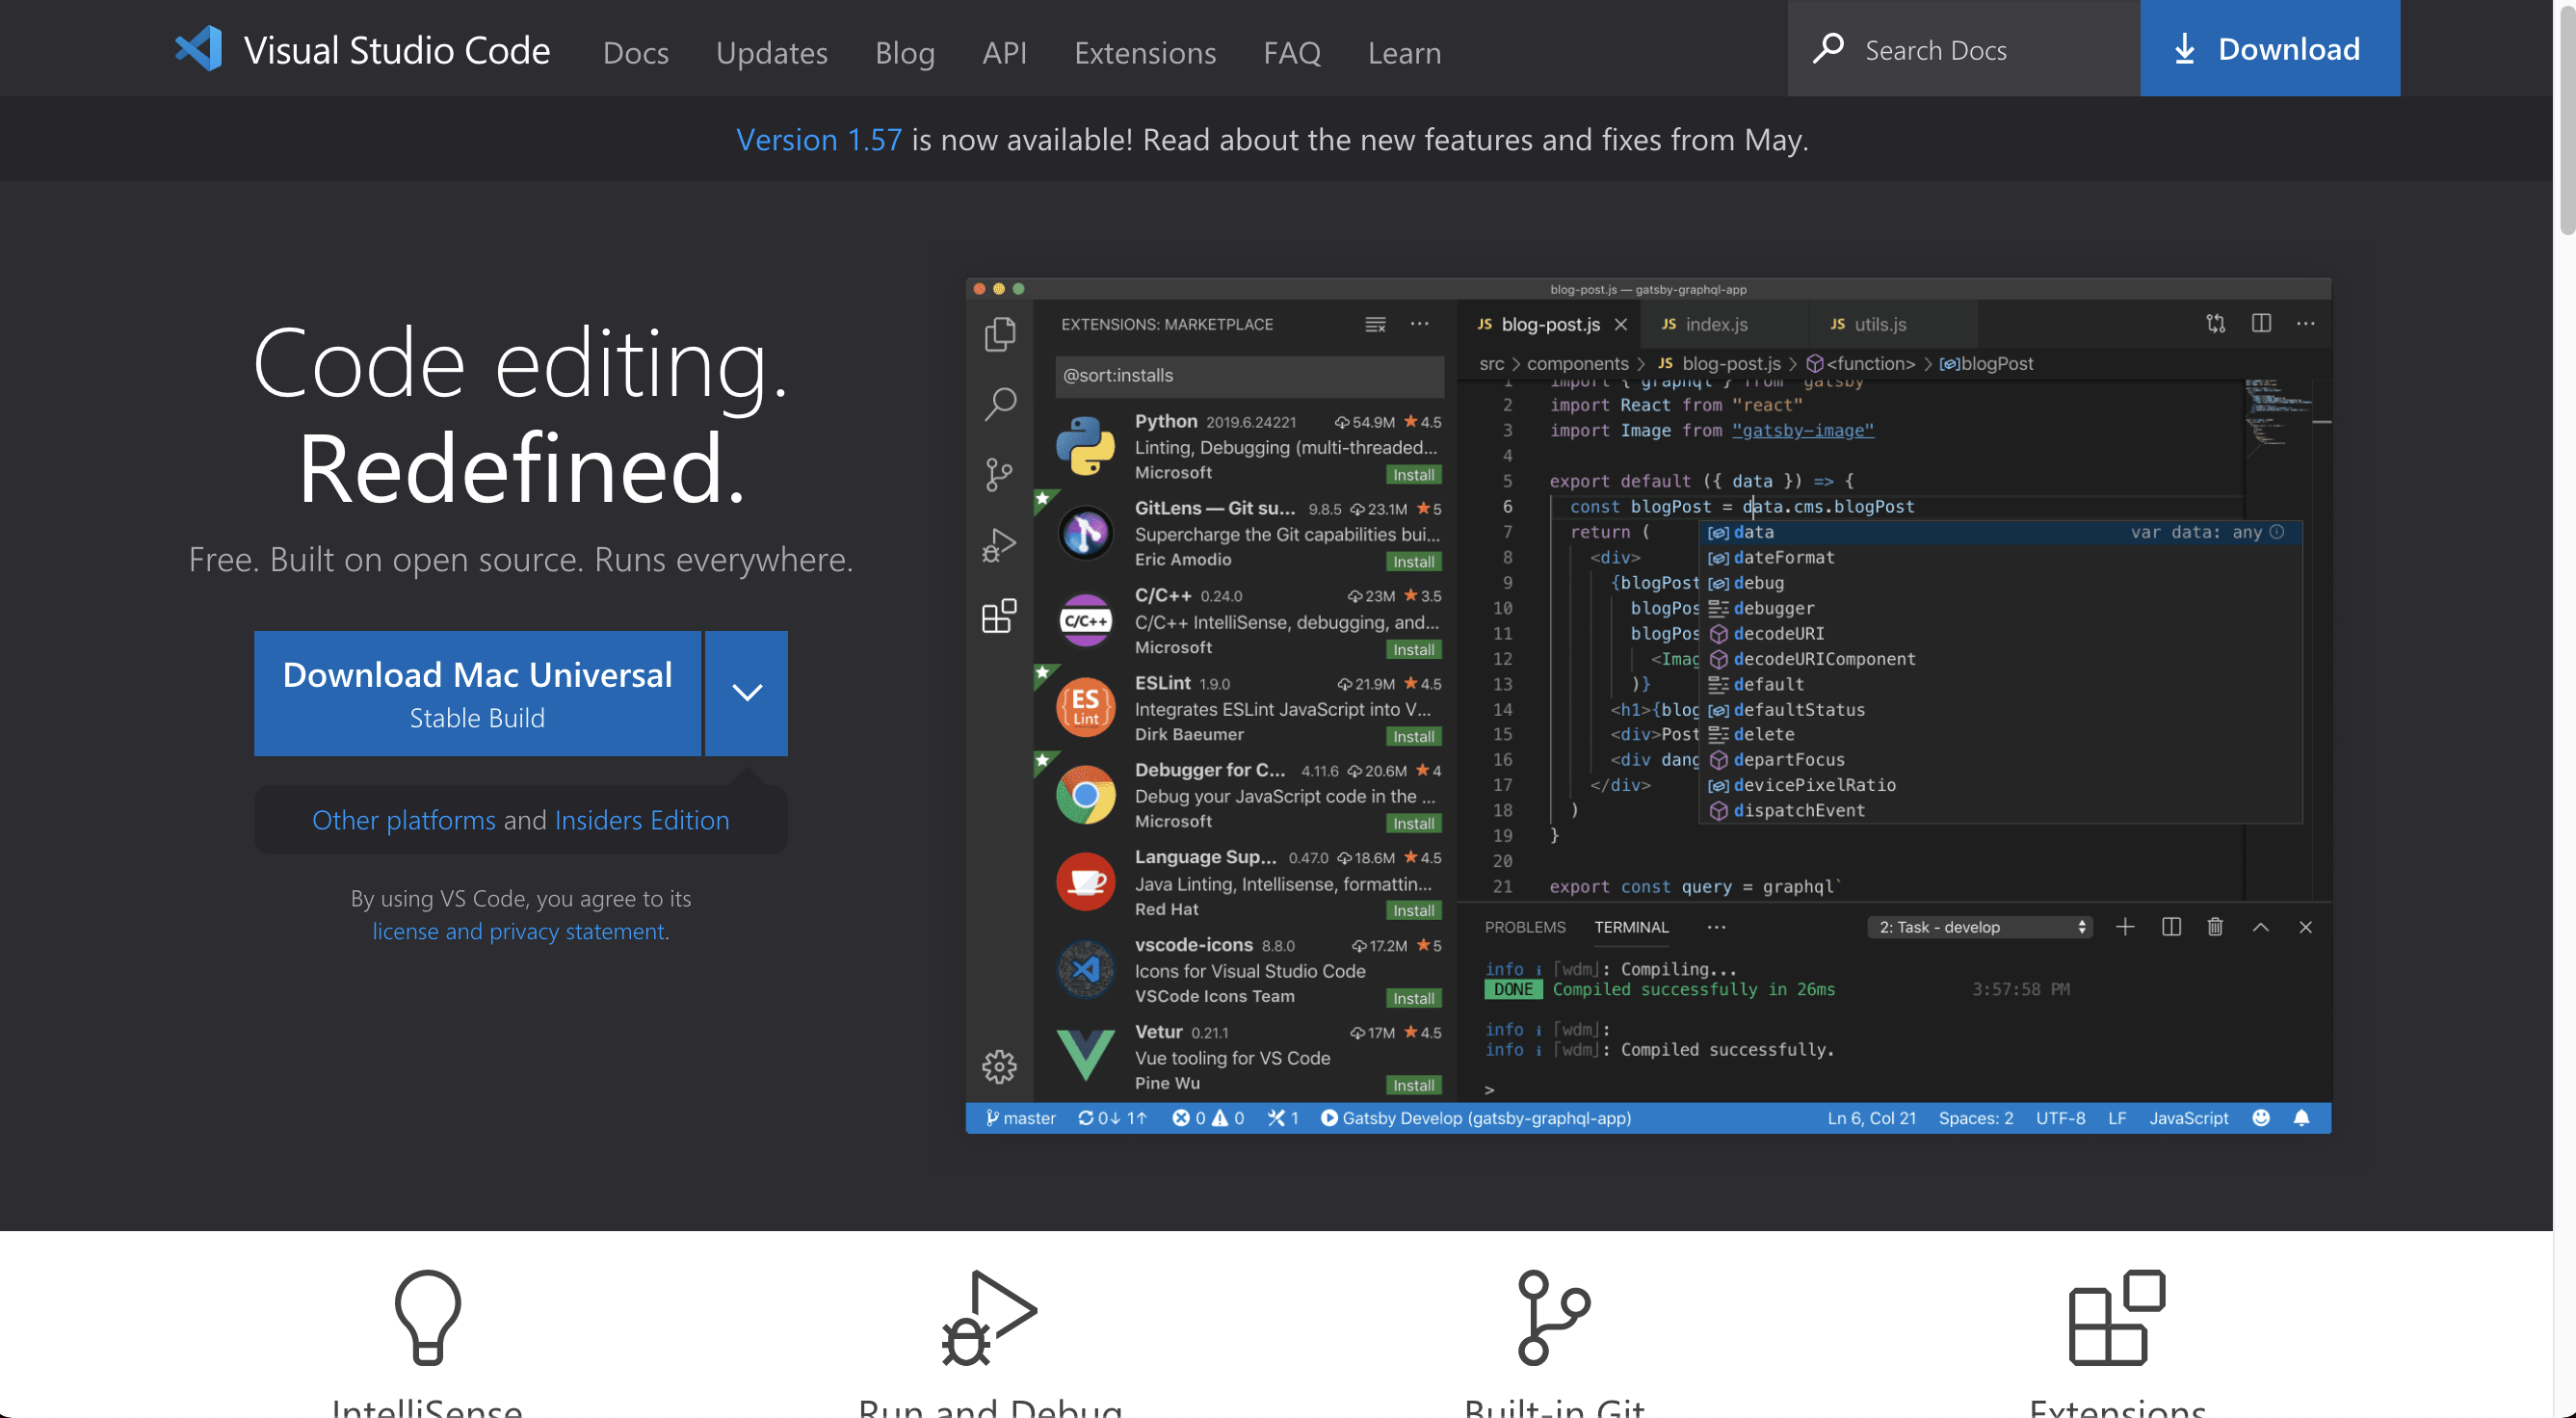 Visual Studio Code Docs Updates Blog API Extensions FAQ Learn Search Docs Download
Version 1.57 is now available! Read about the new features and fixes from May.
Code editing.
Redefined.
Free. Built on open source. Runs everywhere.
Download Mac Universal
Stable Build
Other platforms and Insiders Edition
By using VS Code, you agree to its
license and privacy statement.
blog-post.js — gatsby-graphql-app
EXTENSIONS: MARKETPLACE
@sort:installs
Python 2019.6.24221 54.9M 4.5
Linting, Debugging (multi-threaded...
Microsoft Install
GitLens — Git su... 9.8.5 23.1M 5
Supercharge the Git capabilities bui...
Eric Amodio Install
C/C++
C/C++ 0.24.0 23M 3.5
C/C++ IntelliSense, debugging, and...
Microsoft Install
ES
Lint
ESLint 1.9.0 21.9M 4.5
Integrates ESLint JavaScript into V...
Dirk Baeumer Install
Debugger for C... 4.11.6 20.6M 4
Debug your JavaScript code in the ...
Microsoft Install
Language Sup... 0.47.0 18.6M 4.5
Java Linting, Intellisense, formattin...
Red Hat Install
vscode-icons 8.8.0 17.2M 5
Icons for Visual Studio Code
VSCode Icons Team Install
Vetur 0.21.1 17M 4.5
Vue tooling for VS Code
Pine Wu Install
JS blog-post.js JS index.js JS utils.js
src > components > JS blog-post.js > <function> > blogPost
1 import { graphql } from "gatsby"
2 import React from "react"
3 import Image from "gatsby-image"
4
5 export default ({ data }) => {
6 const blogPost = data.cms.blogPost
7 return (
8 <div>
9 {blogPost
10 blogPos
11 blogPos
12 <Imag
13 )}
14 <h1>{blog
15 <div>Post
16 <div dang
17 </div>
18 )
19 }
20
21 export const query = graphql`
data var data: any
dateFormat
debug
debugger
decodeURI
decodeURIComponent
default
defaultStatus
delete
departFocus
devicePixelRatio
dispatchEvent
PROBLEMS TERMINAL ··· 2: Task - develop
info i ｢wdm｣: Compiling...
DONE Compiled successfully in 26ms 3:57:58 PM
info i ｢wdm｣:
info i ｢wdm｣: Compiled successfully.
>
master 0↓ 1↑ 0 0 1 Gatsby Develop (gatsby-graphql-app) Ln 6, Col 21 Spaces: 2 UTF-8 LF JavaScript
IntelliSense Run and Debug Built-in Git Extensions